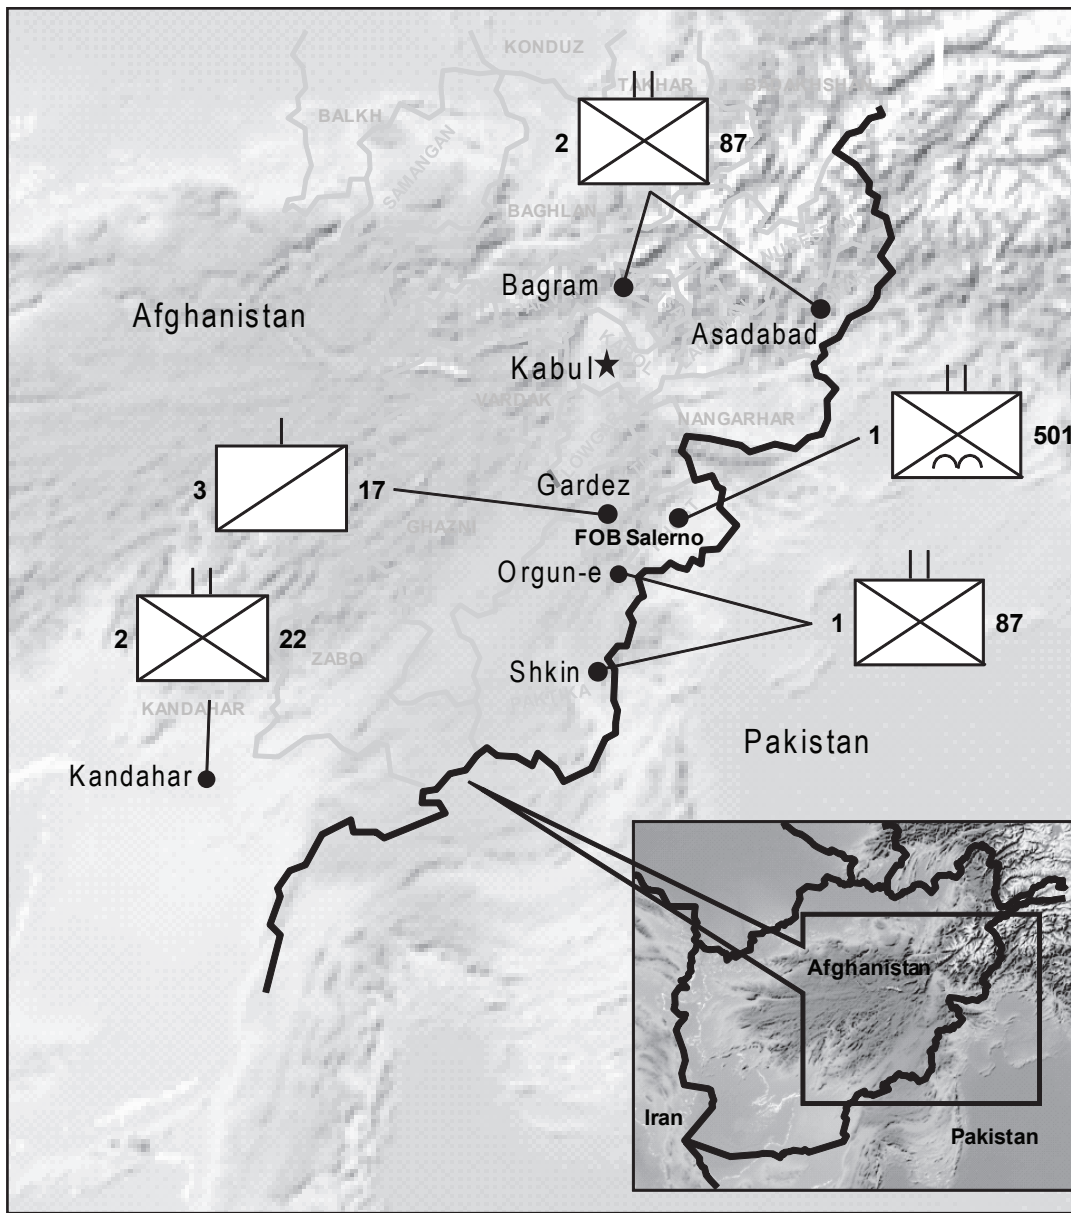 KONDUZ
TAKHAR
BALKH
SAMANGAN
2 87
BAGHLAN
Bagram
Afghanistan
Asadabad
Kabul
VARDAK
NANGARHAR
1 501
LOWG
3 17
Gardez
GHAZNI
FOB Salerno
Orgun-e
1 87
2 22
ZABO
Shkin
KANDAHAR
Pakistan
Kandahar
Afghanistan
Iran
Pakistan